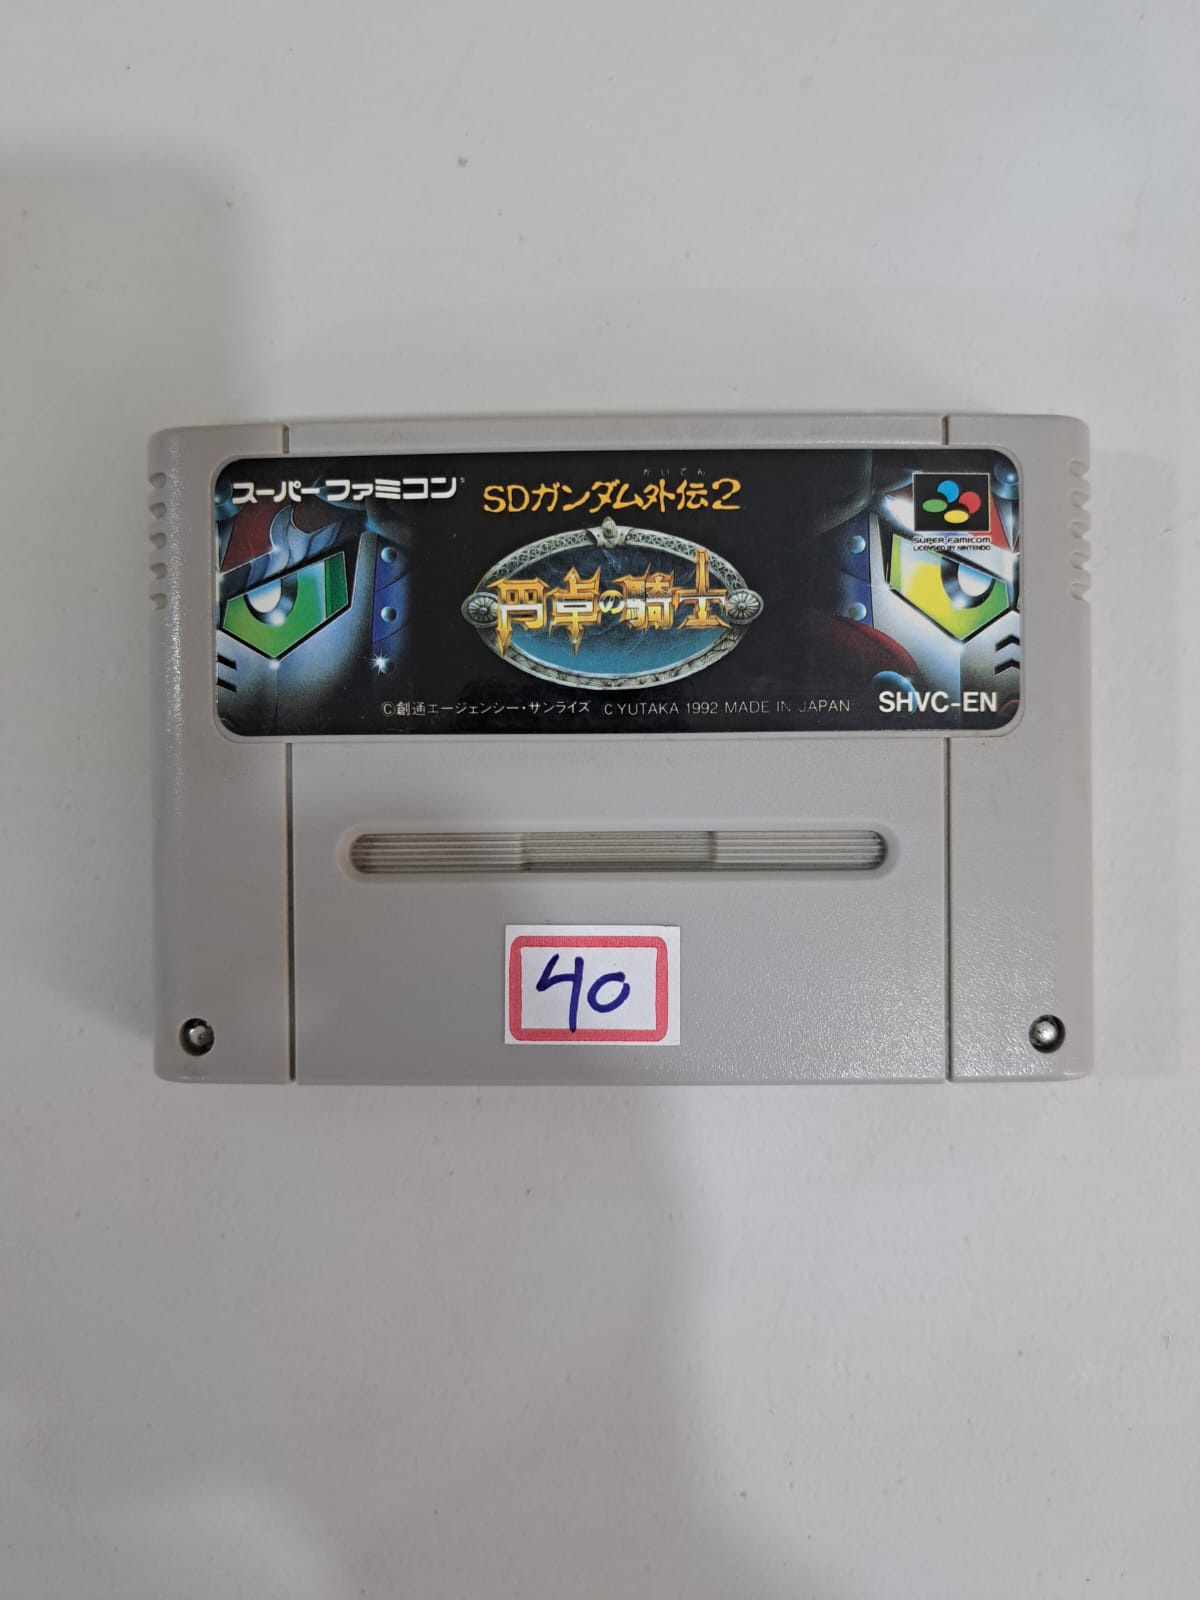 スーパーファミコン
がいでん
SDガンダム外伝2
SUPER FAMICOM
LICENSED BY NINTENDO
円卓の騎士
©創通エージェンシー・サンライズ © YUTAKA 1992 MADE IN JAPAN
SHVC-EN
40